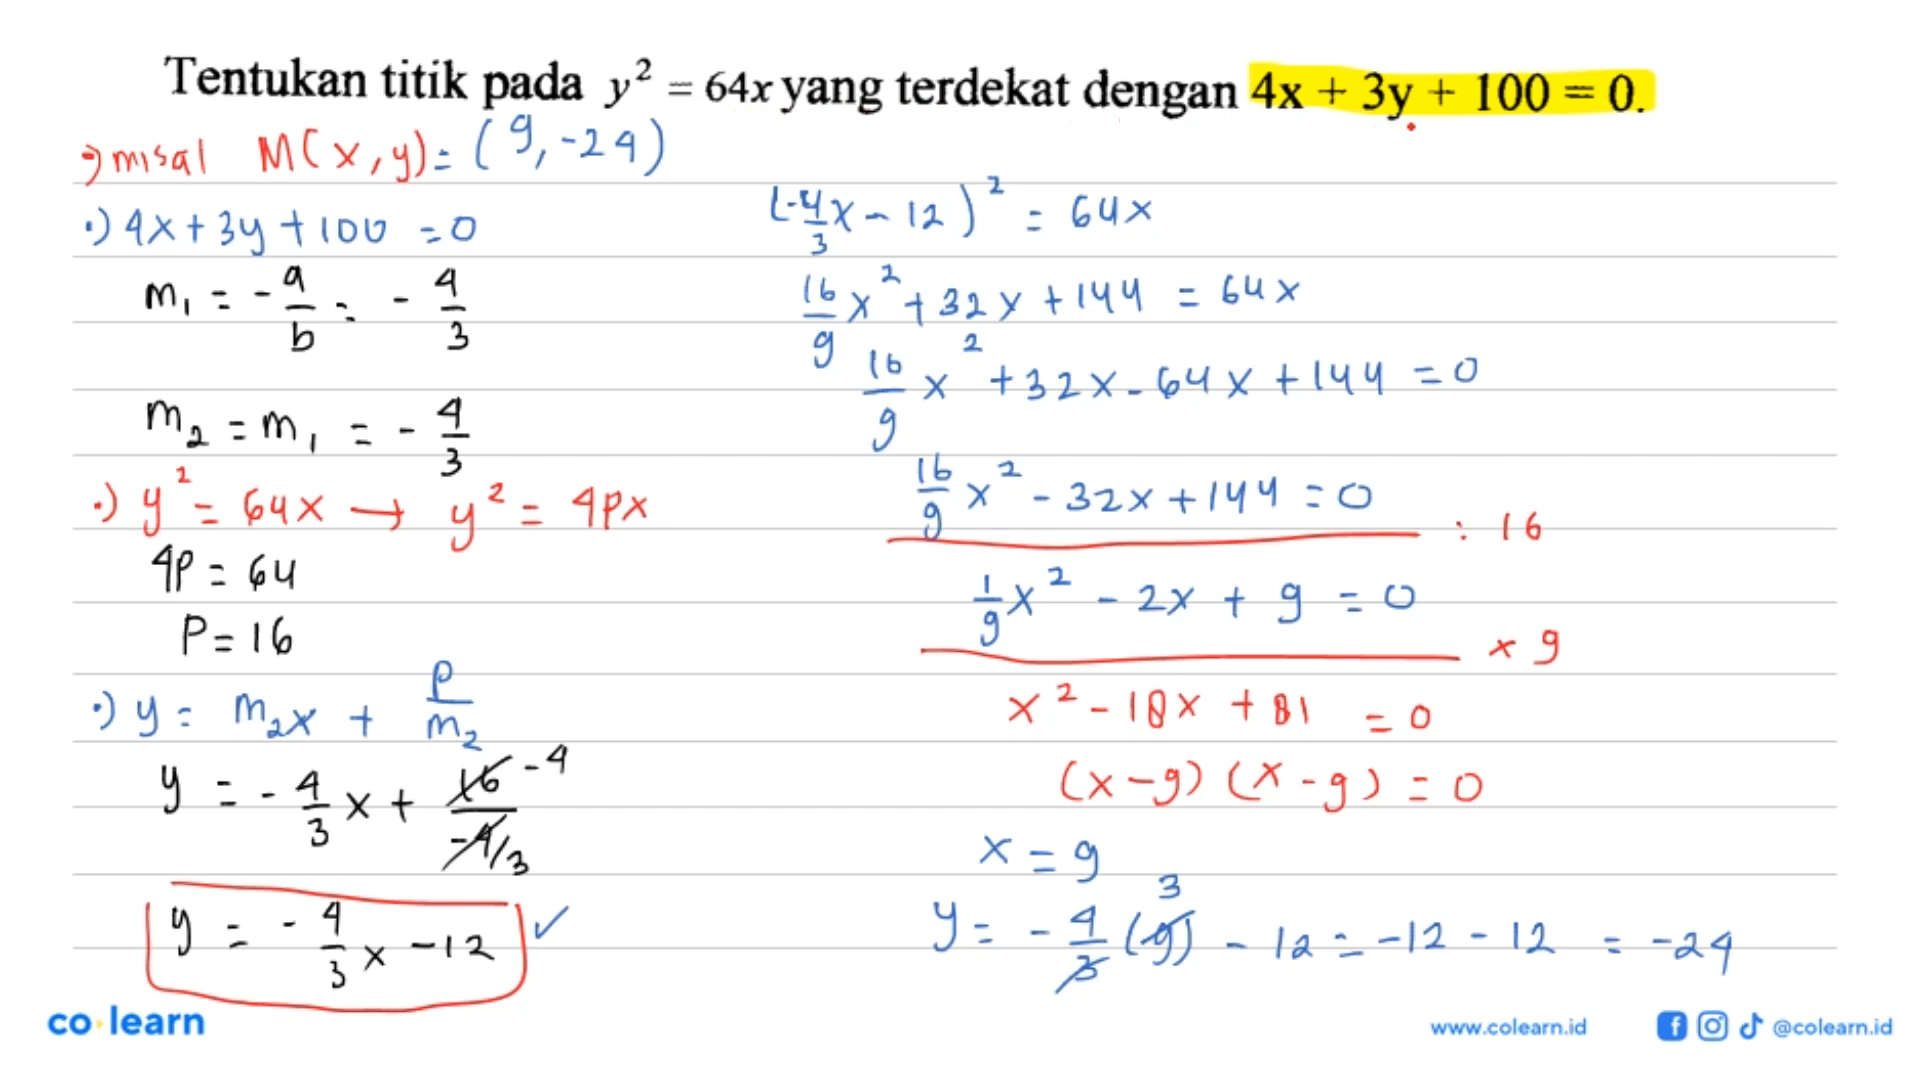 Tentukan titik pada y² = 64x yang terdekat dengan 4x + 3y + 100 = 0.
→ misal M(x,y) = (9,-24)
•) 4x+3y+100 = 0
m₁ = -a/b = -4/3
m₂ = m₁ = -4/3
•) y² = 64x → y² = 4px
4p = 64
P = 16
•) y = m₂x + p/m₂
y = -4/3 x + 16/-4/3 -4
y = -4/3 x -12 ✓
(-4/3 x - 12)² = 64x
16/9 x² + 32x + 144 = 64x
16/9 x² + 32x - 64x + 144 = 0
16/9 x² - 32x + 144 = 0
: 16
1/9 x² - 2x + 9 = 0
x 9
x² - 18x + 81 = 0
(x-9) (x-9) = 0
x = 9
3
y = -4/3 (9) - 12 = -12 - 12 = -24
co learn
www.colearn.id
@colearn.id